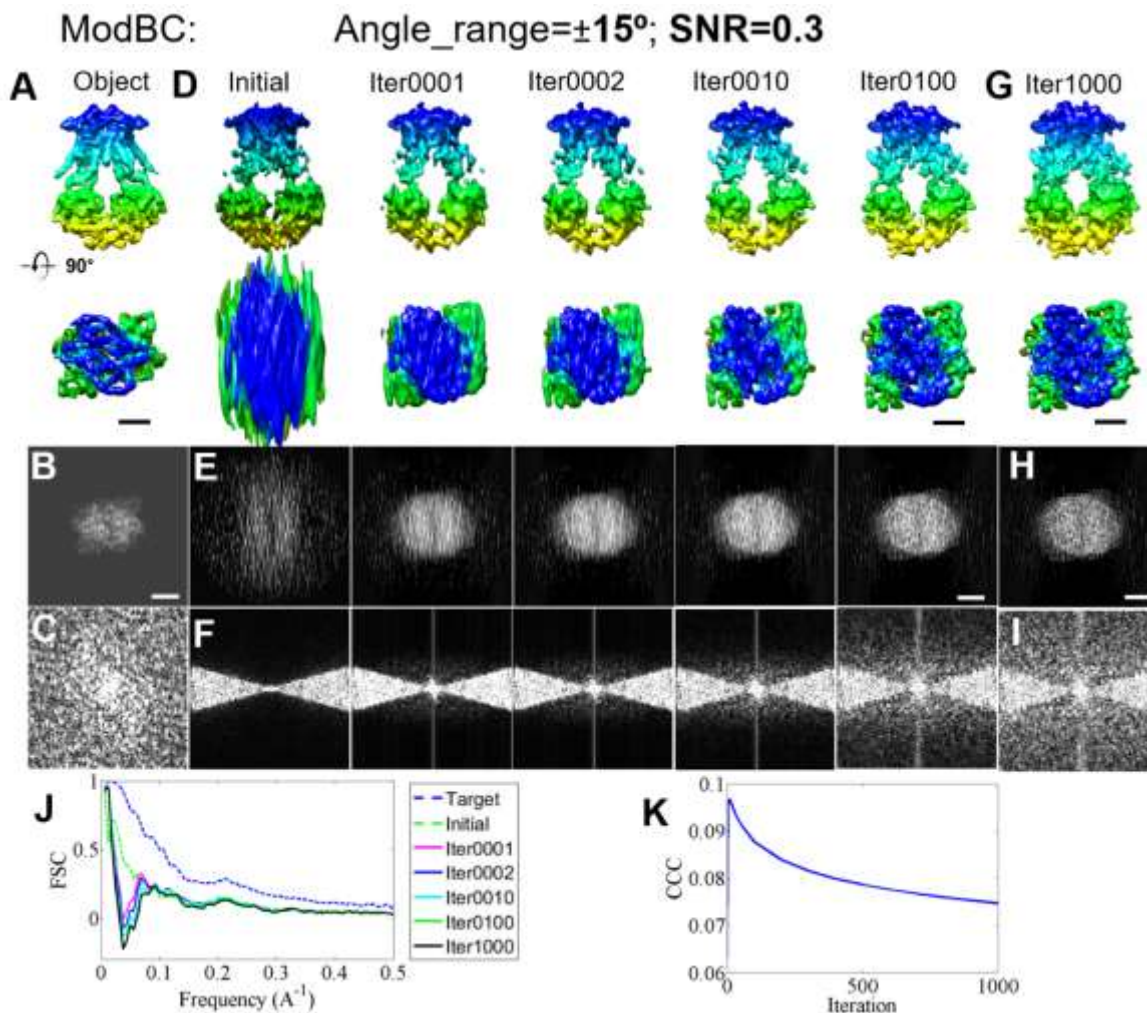 ModBC: Angle_range=±15º; SNR=0.3
A Object D Initial Iter0001 Iter0002 Iter0010 Iter0100 G Iter1000
90°
B E H
C F I
J
1
0.5
0
FSC
0 0.1 0.2 0.3 0.4 0.5
Frequency (A⁻¹)
Target
Initial
Iter0001
Iter0002
Iter0010
Iter0100
Iter1000
K
0.1
0.09
0.08
0.07
0.06
CCC
0 500 1000
Iteration